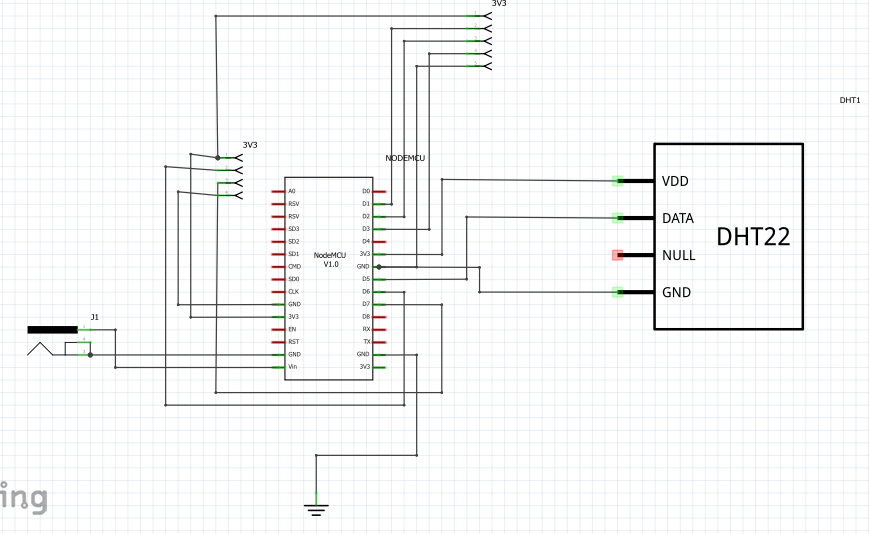 3V3
DHT1
3V3
NODEMCU
A0
RSV
RSV
SD3
SD2
SD1
CMD
SD0
CLK
GND
3V3
EN
RST
GND
Vin
NodeMCU
V1.0
D0
D1
D2
D3
D4
3V3
GND
D5
D6
D7
D8
RX
TX
GND
3V3
VDD
DATA
NULL
GND
DHT22
J1
ing